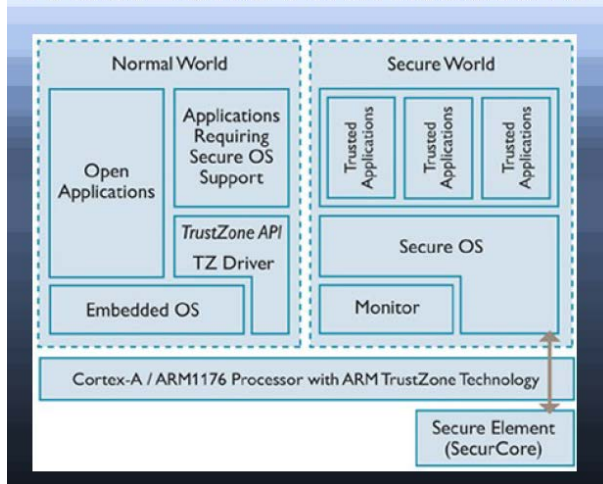 Normal World
Open
Applications
Applications
Requiring
Secure OS
Support
TrustZone API
TZ Driver
Embedded OS
Secure World
Trusted
Applications
Trusted
Applications
Trusted
Applications
Secure OS
Monitor
Cortex-A / ARM1176 Processor with ARM TrustZone Technology
Secure Element
(SecurCore)